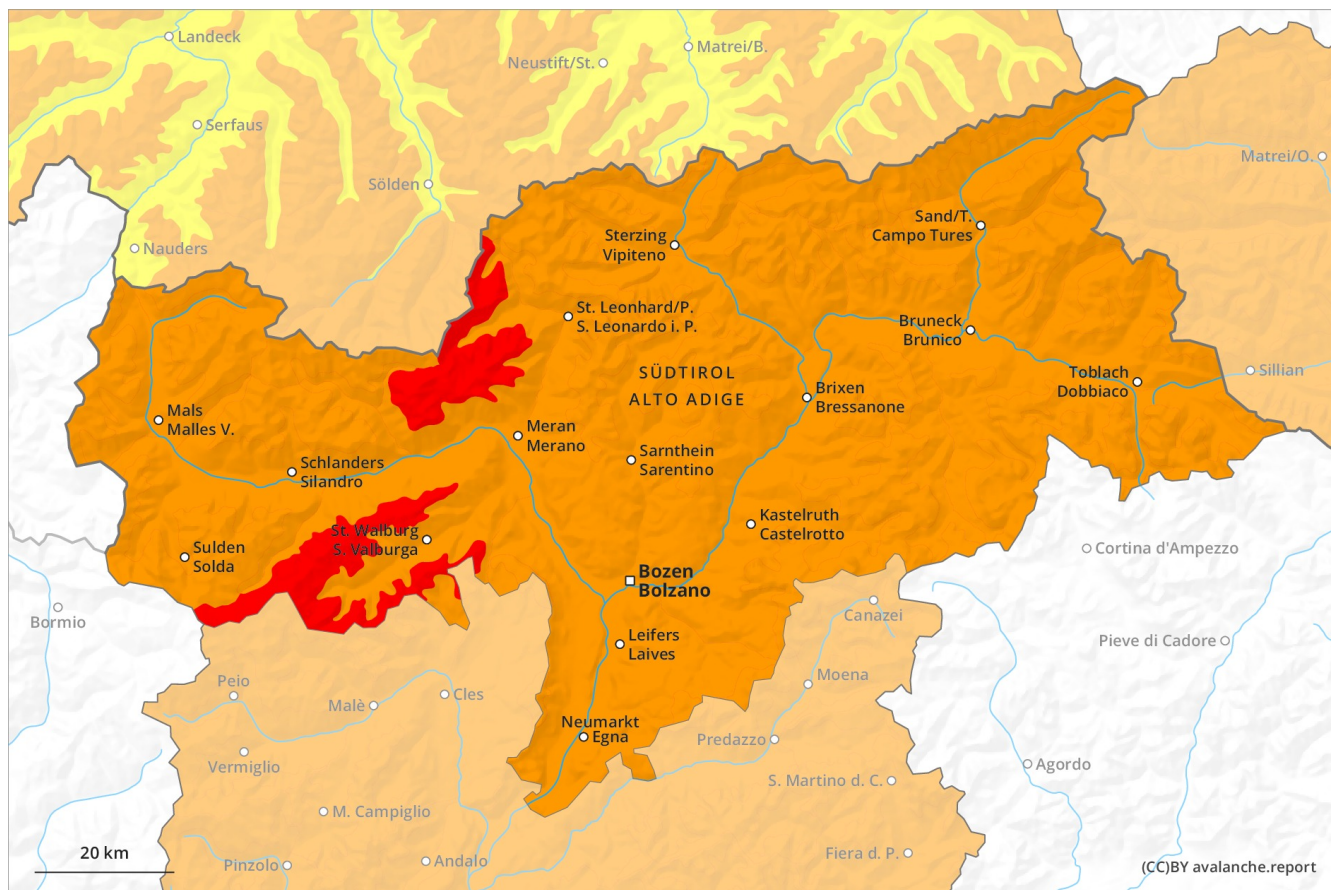 Landeck
Matrei/B.
Neustift/St.
Serfaus
Matrei/O.
Sölden
Sand/T.
Campo Tures
Sterzing
Vipiteno
Nauders
St. Leonhard/P.
S. Leonardo i. P.
Bruneck
Brunico
SÜDTIROL
ALTO ADIGE
Toblach
Dobbiaco
Sillian
Brixen
Bressanone
Mals
Malles V.
Meran
Merano
Schlanders
Silandro
Sarnthein
Sarentino
Kastelruth
Castelrotto
St. Walburg
S. Valburga
Sulden
Solda
Cortina d'Ampezzo
Bozen
Bolzano
Bormio
Canazei
Leifers
Laives
Pieve di Cadore
Moena
Peio
Cles
Malè
Neumarkt
Egna
Predazzo
Vermiglio
Agordo
S. Martino d. C.
M. Campiglio
20 km
Andalo
Fiera d. P.
Pinzolo
(CC)BY avalanche.report